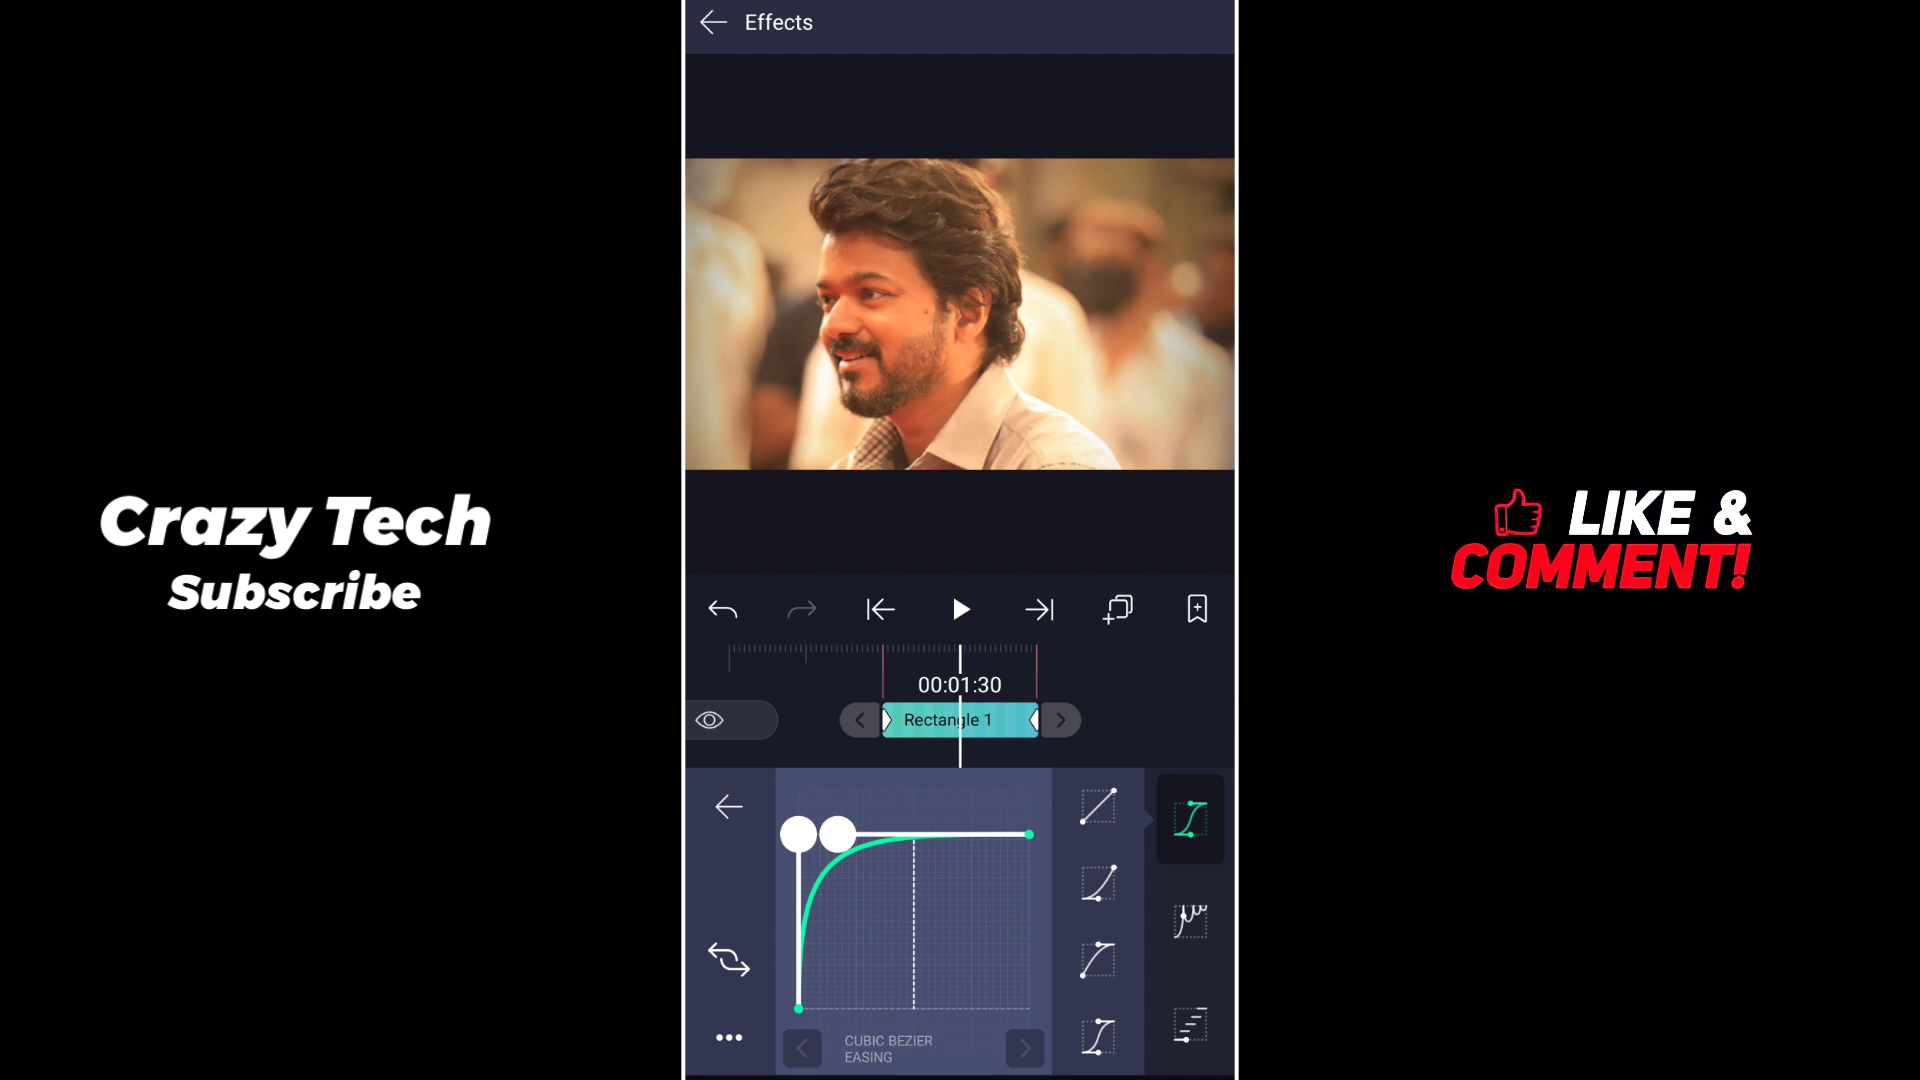 Effects
Crazy Tech
Subscribe
LIKE &
COMMENT!
00:01:30
Rectangle 1
CUBIC BEZIER
EASING